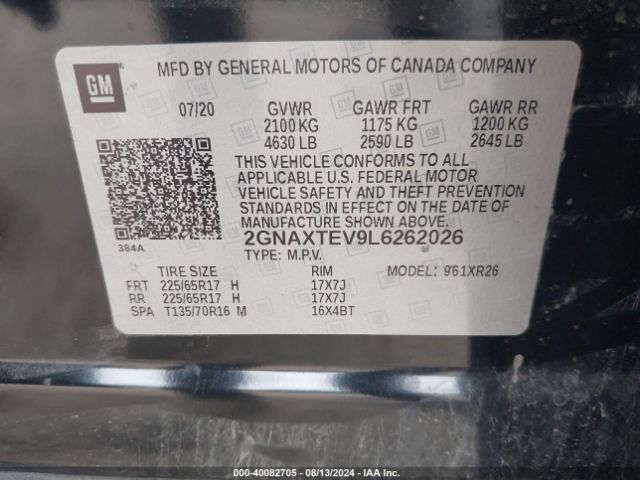 GM
MFD BY GENERAL MOTORS OF CANADA COMPANY
07/20 GVWR GAWR FRT GAWR RR
2100 KG 1175 KG 1200 KG
4630 LB 2590 LB 2645 LB
THIS VEHICLE CONFORMS TO ALL
APPLICABLE U.S. FEDERAL MOTOR
VEHICLE SAFETY AND THEFT PREVENTION
STANDARDS IN EFFECT ON THE DATE OF
MANUFACTURE SHOWN ABOVE.
384A
2GNAXTEV9L6262026
TYPE: M.P.V.
TIRE SIZE RIM MODEL: 961XR26
FRT 225/65R17 H 17X7J
RR 225/65R17 H 17X7J
SPA T135/70R16 M 16X4BT
000-40082705 - 08/13/2024 - IAA Inc. - Copart